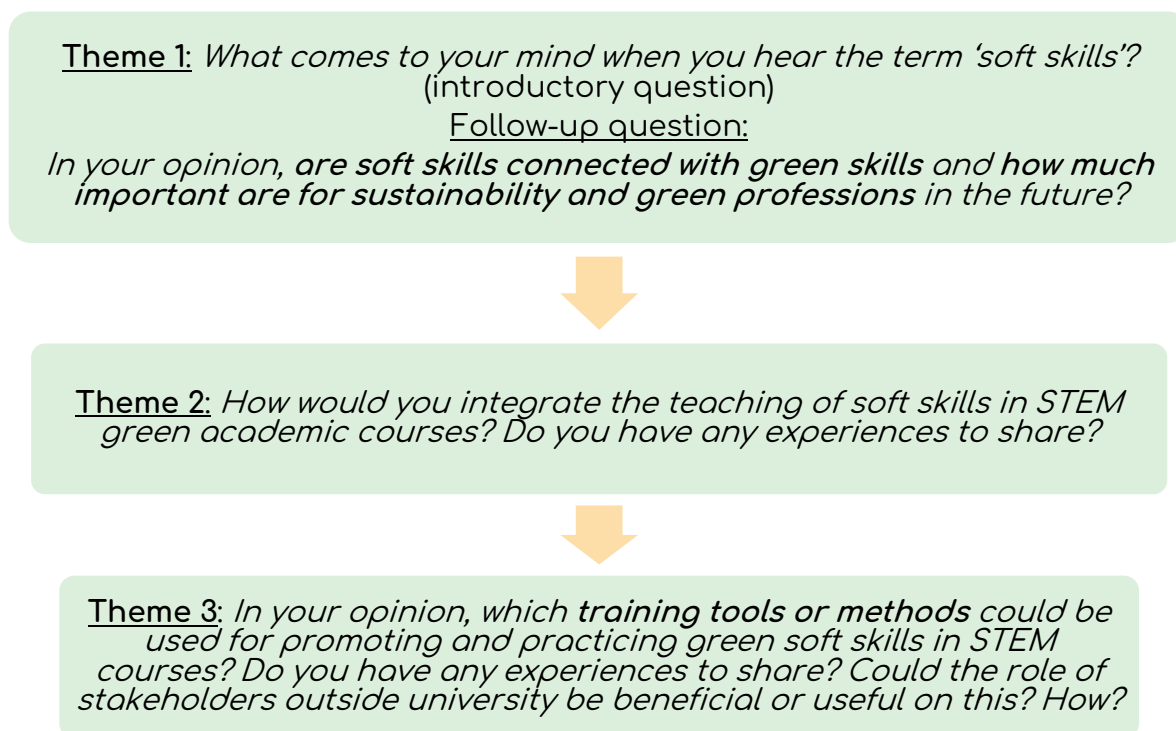 Theme 1: What comes to your mind when you hear the term ‘soft skills’?
(introductory question)
Follow-up question:
In your opinion, are soft skills connected with green skills and how much
important are for sustainability and green professions in the future?
Theme 2: How would you integrate the teaching of soft skills in STEM
green academic courses? Do you have any experiences to share?
Theme 3: In your opinion, which training tools or methods could be
used for promoting and practicing green soft skills in STEM
courses? Do you have any experiences to share? Could the role of
stakeholders outside university be beneficial or useful on this? How?